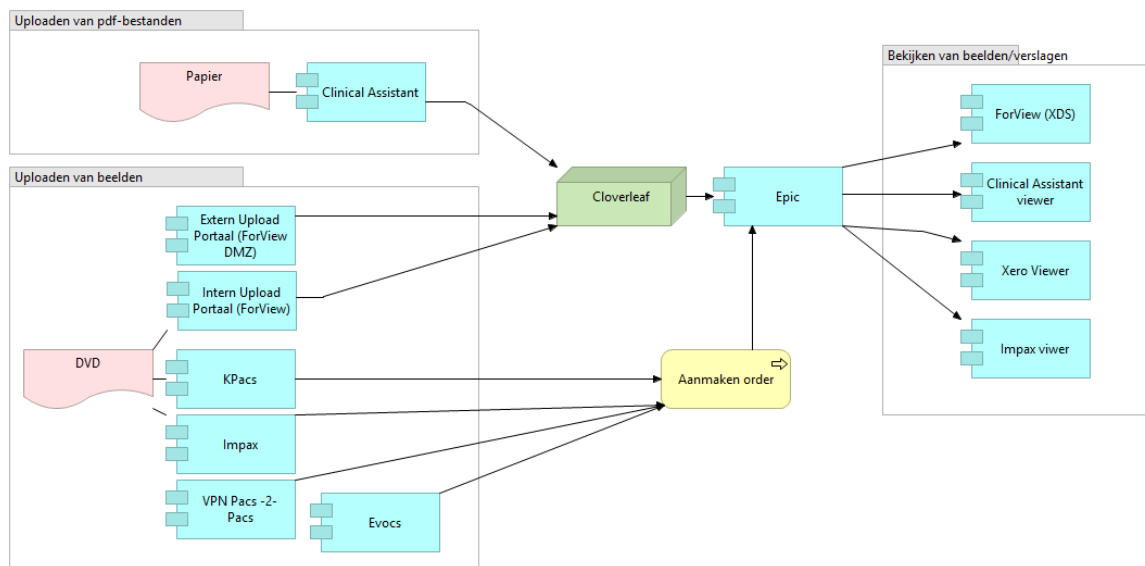 Uploaden van pdf-bestanden
Papier
Clinical Assistant
Uploaden van beelden
Extern Upload
Portaal (ForView
DMZ)
Intern Upload
Portaal (ForView)
DVD
KPacs
Impax
VPN Pacs -2-
Pacs
Evocs
Cloverleaf
Epic
Aanmaken order
Bekijken van beelden/verslagen
ForView (XDS)
Clinical Assistant
viewer
Xero Viewer
Impax viwer